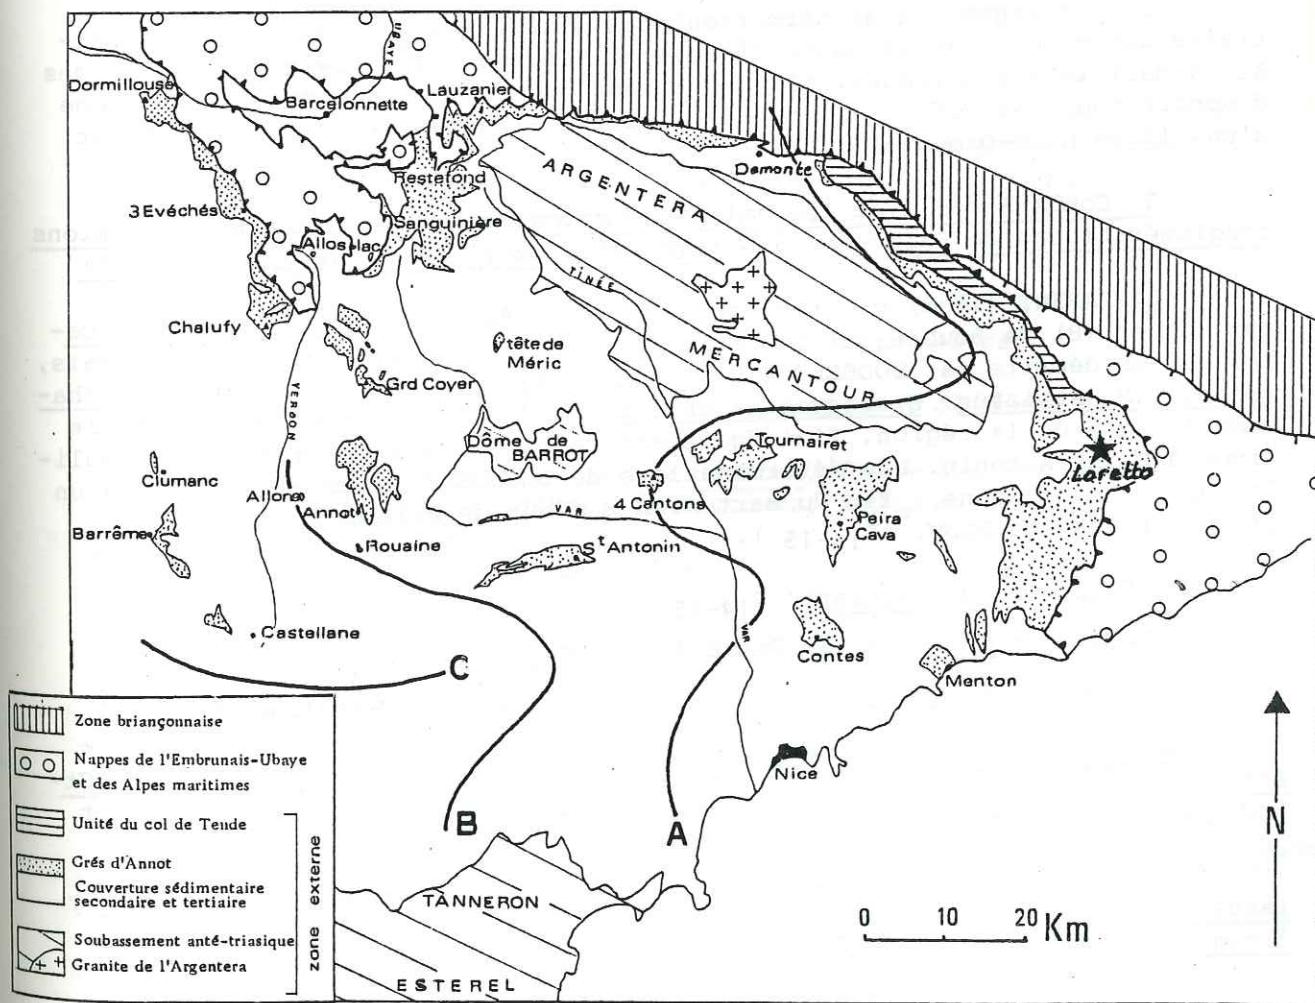 UBAYE
Dormillouse
Barcelonnette
Lauzanier
Demonte
ARGENTERA
Restefond
3 Evéchés
Sanguinière
Allos-lac
TINÉE
Chalufy
tête de
Méric
MERCANTOUR
Grd Coyer
VERDON
Dôme de
BARROT
Tournairet
Loretto
Clumanc
Allons
Annot
4 Cantons
VAR
Peira
Cava
Barrême
Rouaine
St Antonin
VAR
Castellane
Contes
Menton
C
Nice
B
A
N
TANNERON
ESTEREL
0 10 20 Km
Zone briançonnaise
Nappes de l'Embrunais-Ubaye
et des Alpes maritimes
Unité du col de Tende
Grés d'Annot
Couverture sédimentaire
secondaire et tertiaire
Soubassement anté-triasique
Granite de l'Argentera
zone externe